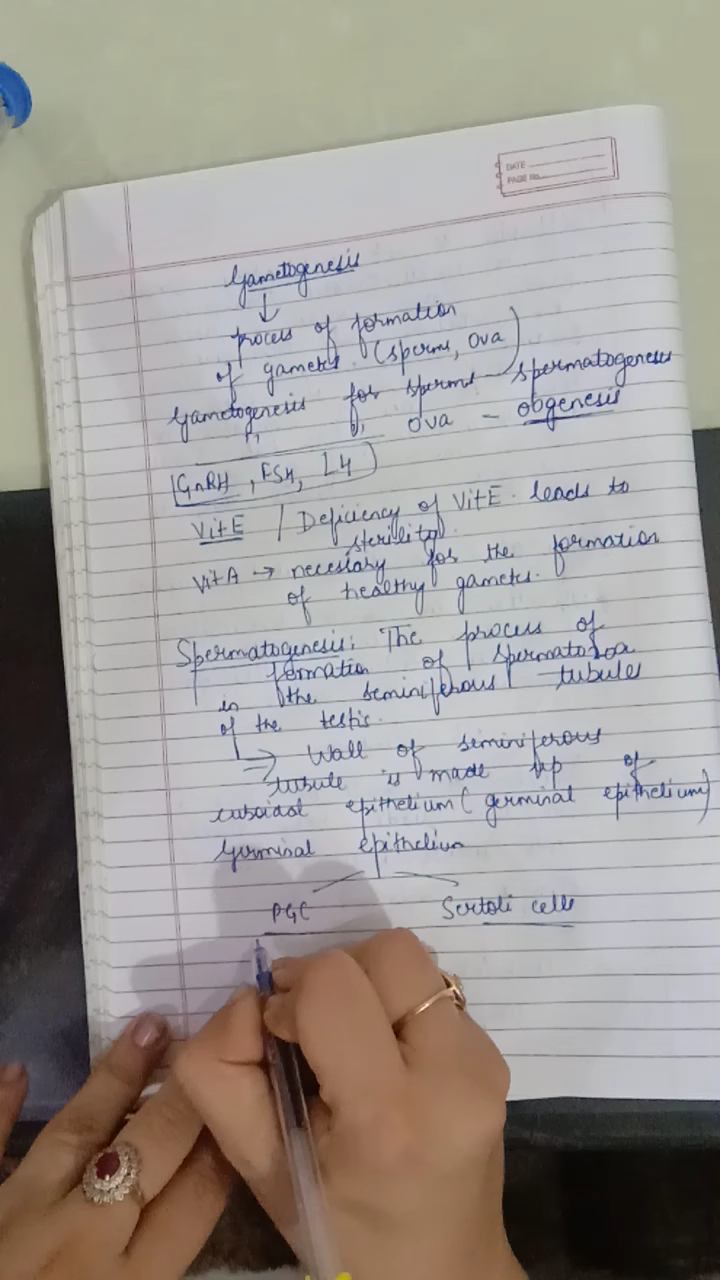 DATE
PAGE No.
Gametogenesis
↓
process of formation
of gametes. (sperms, ova)
Gametogenesis for sperms — spermatogenesis
" " ova – oogenesis
GnRH, FSH, LH
Vit E / Deficiency of Vit E leads to
sterility.
Vit A → necessary for the formation
of healthy gametes.
Spermatogenesis: The process of
formation of spermatozoa
in the seminiferous tubules
of the testis.
Wall of seminiferous
tubule is made up of
cuboidal epithelium (germinal epithelium)
Germinal epithelium
PGC Sertoli cells